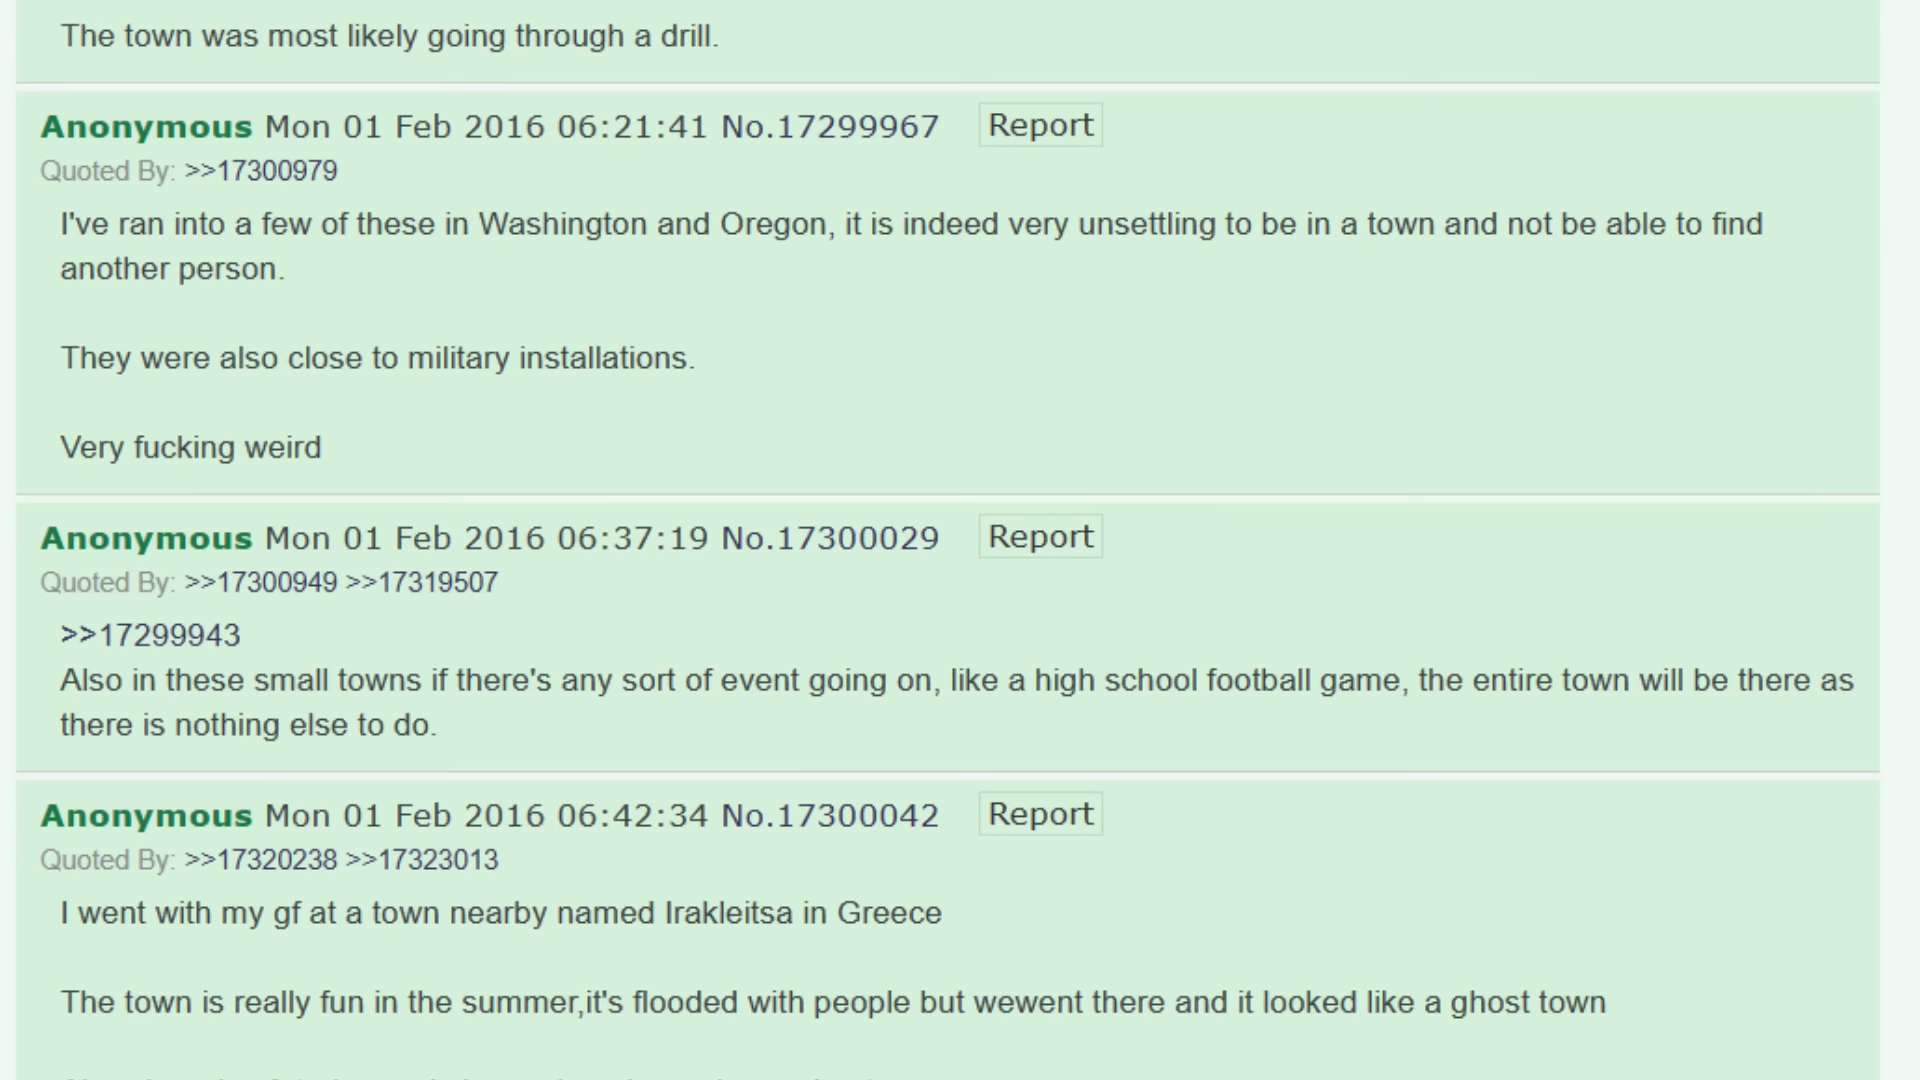 The town was most likely going through a drill.
Anonymous Mon 01 Feb 2016 06:21:41 No.17299967 Report
Quoted By: >>17300979
I've ran into a few of these in Washington and Oregon, it is indeed very unsettling to be in a town and not be able to find
another person.
They were also close to military installations.
Very fucking weird
Anonymous Mon 01 Feb 2016 06:37:19 No.17300029 Report
Quoted By: >>17300949 >>17319507
>>17299943
Also in these small towns if there's any sort of event going on, like a high school football game, the entire town will be there as
there is nothing else to do.
Anonymous Mon 01 Feb 2016 06:42:34 No.17300042 Report
Quoted By: >>17320238 >>17323013
I went with my gf at a town nearby named Irakleitsa in Greece
The town is really fun in the summer,it's flooded with people but wewent there and it looked like a ghost town